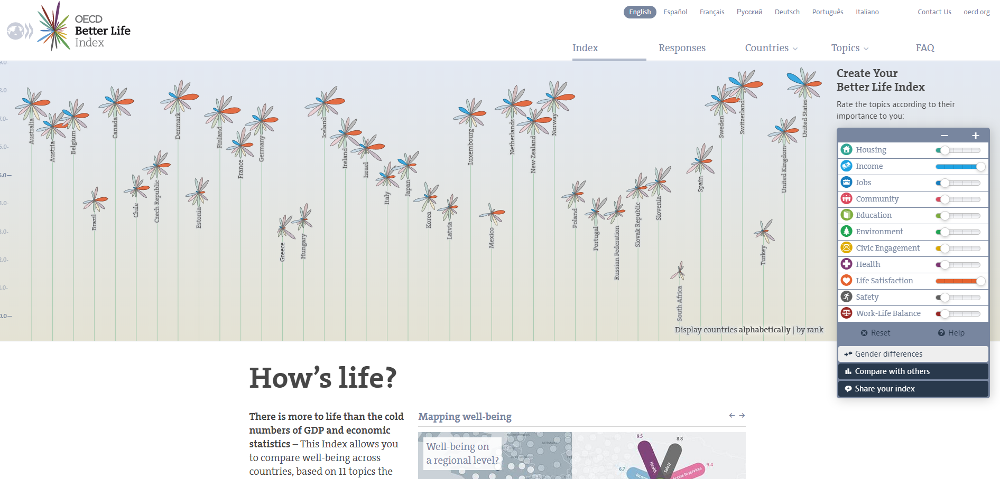 OECD
Better Life
Index
English Español Français Русский Deutsch Português Italiano Contact Us oecd.org
Index Responses Countries Topics FAQ
9.0-
8.0-
7.0-
6.0-
5.0
4.0-
3.0-
2.0-
1.0-
0.0
Australia
Austria
Belgium
Brazil
Canada
Chile
Czech Republic
Denmark
Estonia
Finland
France
Germany
Greece
Hungary
Iceland
Ireland
Israel
Italy
Japan
Korea
Latvia
Luxembourg
Mexico
Netherlands
New Zealand
Norway
Poland
Portugal
Russian Federation
Slovak Republic
Slovenia
South Africa
Spain
Sweden
Switzerland
Turkey
United Kingdom
United States
Display countries alphabetically | by rank
Create Your
Better Life Index
Rate the topics according to their
importance to you:
− +
Housing
Income
Jobs
Community
Education
Environment
Civic Engagement
Health
Life Satisfaction
Safety
Work-Life Balance
Reset Help
Gender differences
Compare with others
Share your index
How’s life?
There is more to life than the cold
numbers of GDP and economic
statistics – This Index allows you
to compare well-being across
countries, based on 11 topics the
Mapping well-being
Well-being on
a regional level?
NETHERLANDS
GERMANY
9.5
8.8
6.7
9.4
Health
Safety
Income
Access to services